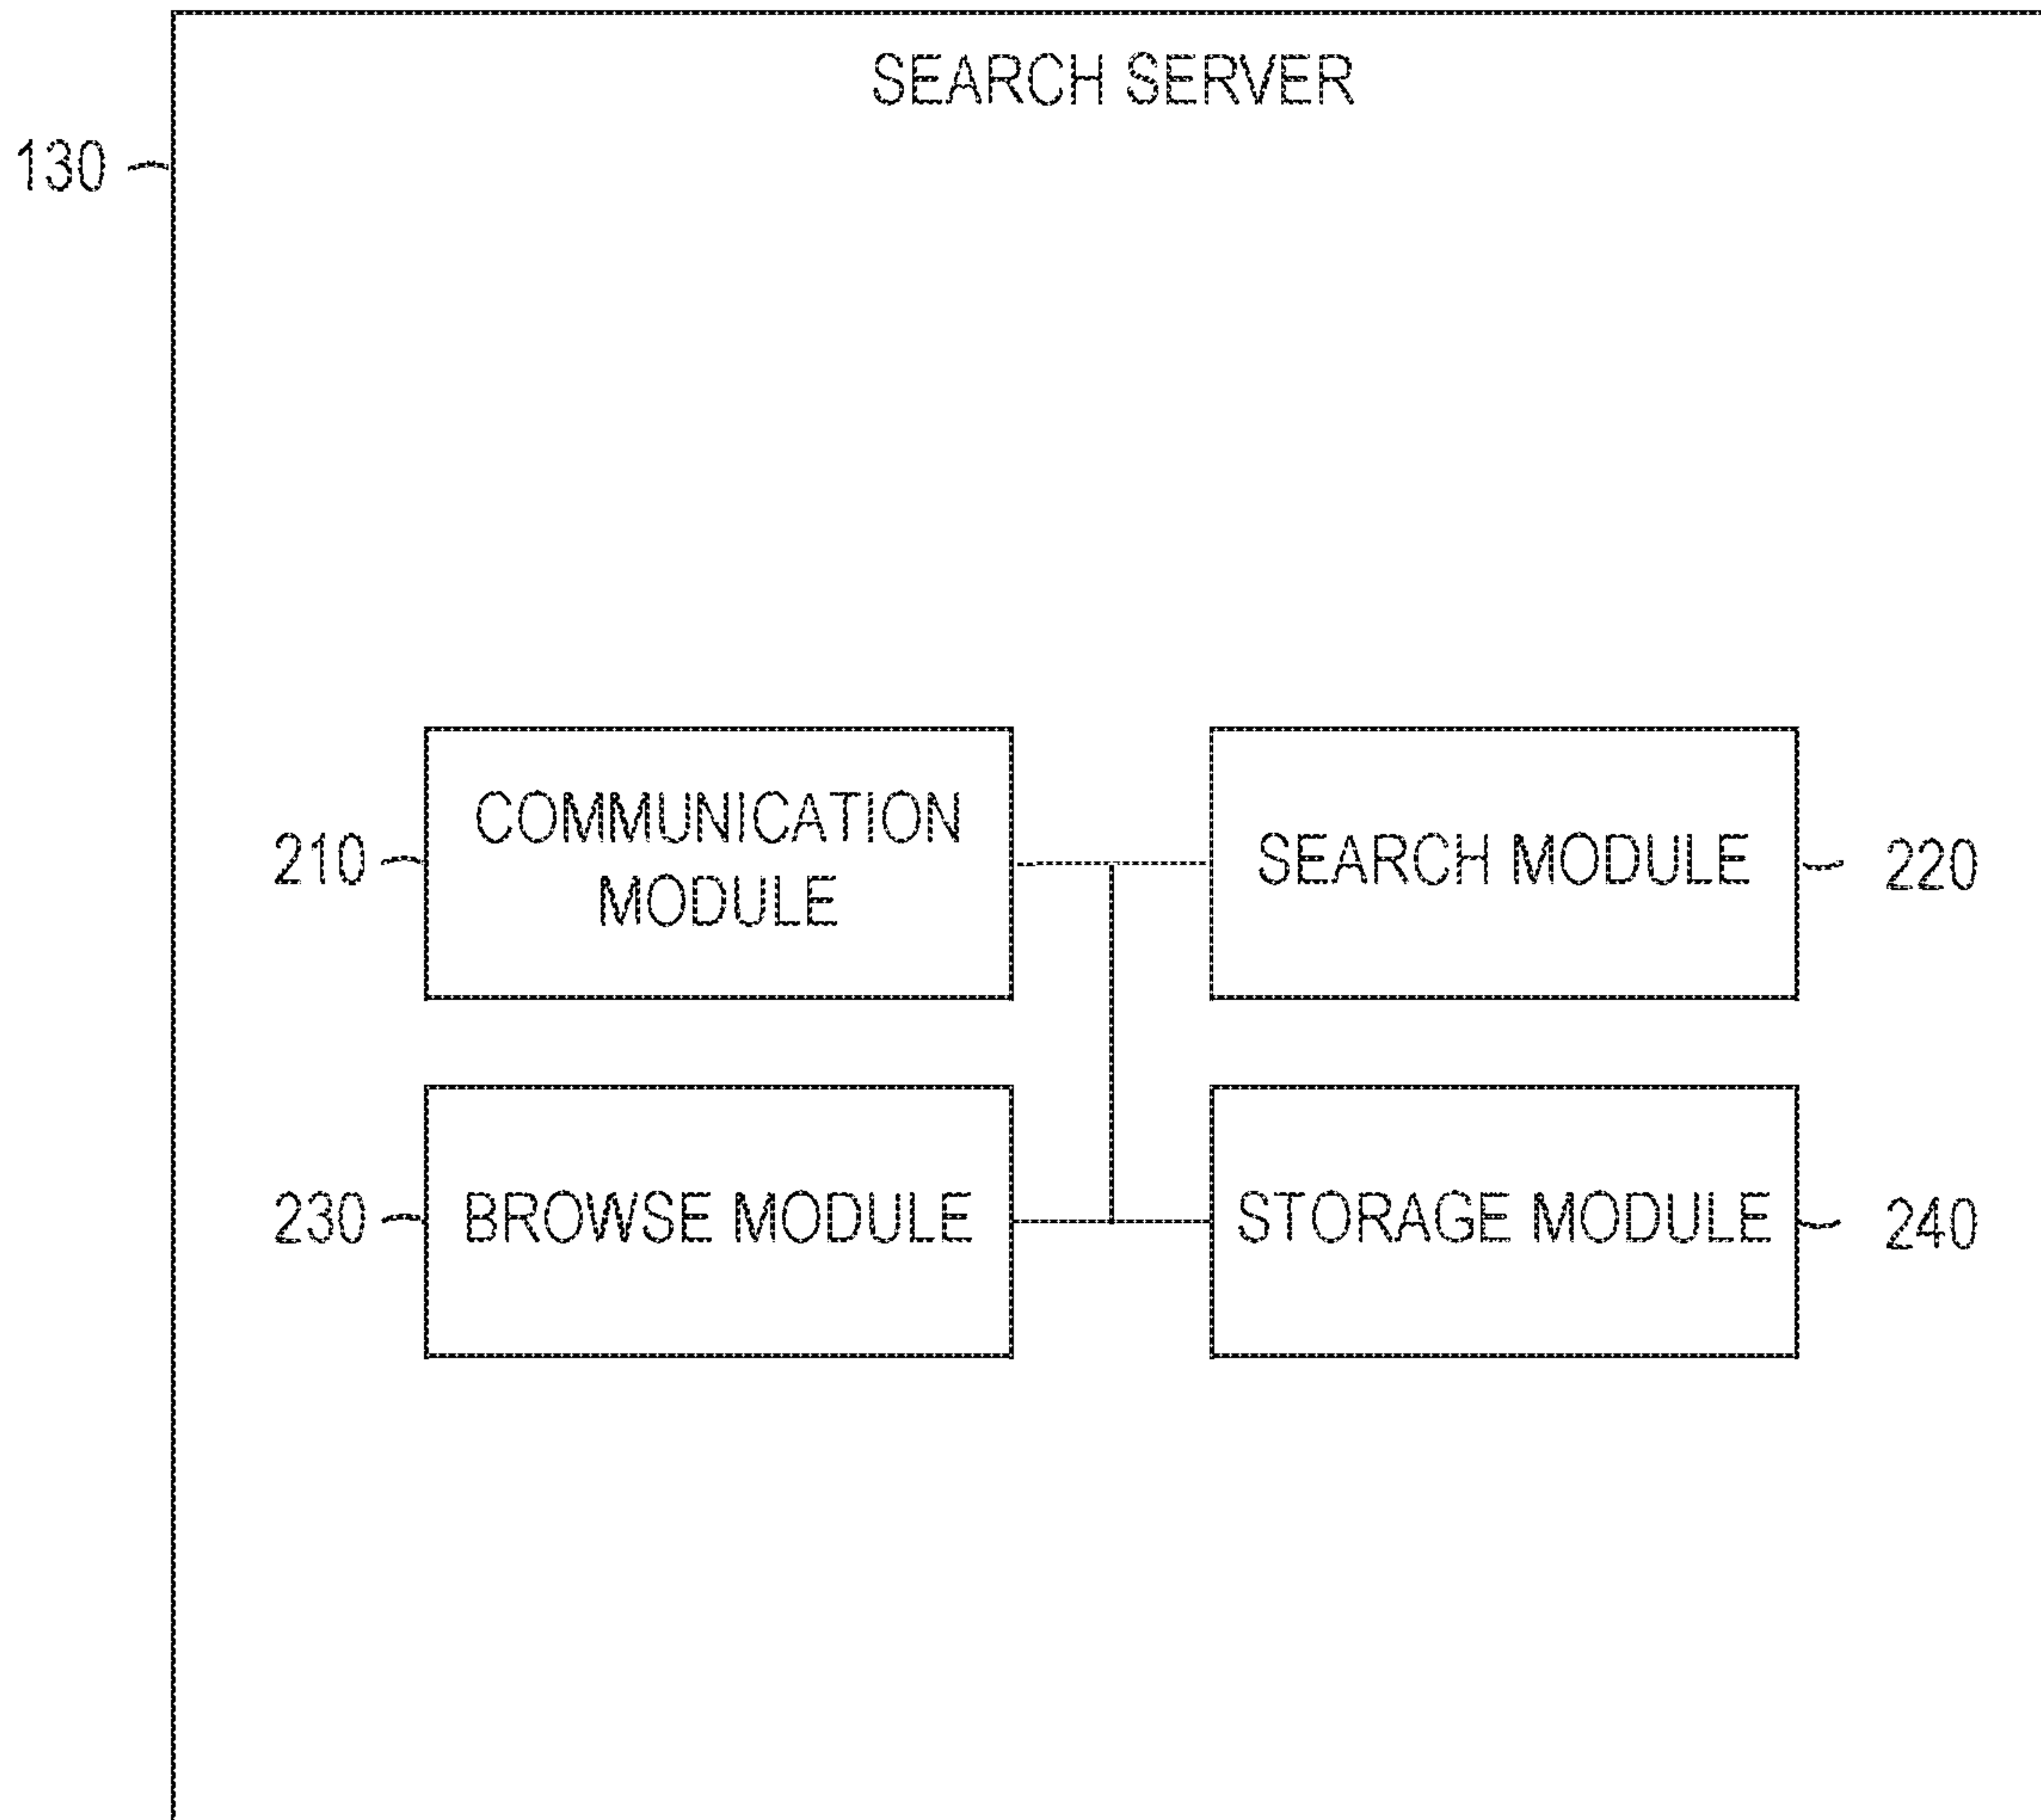 SEARCH SERVER
130
COMMUNICATION
MODULE
210
SEARCH MODULE
220
230
BROWSE MODULE
STORAGE MODULE
240